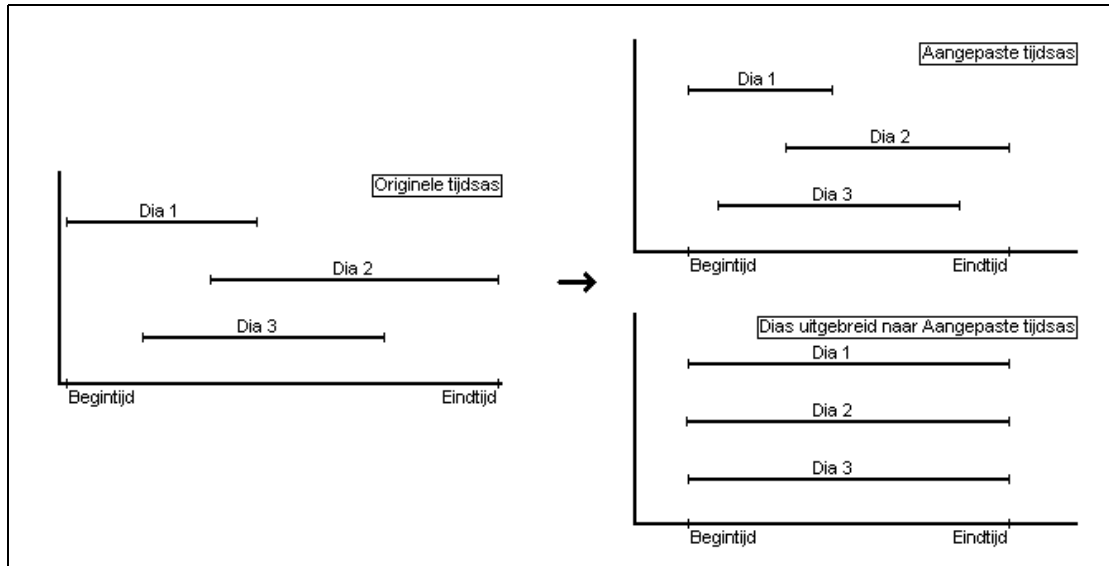 Originele tijdsas
Dia 1
Dia 2
Dia 3
Begintijd Eindtijd
Aangepaste tijdsas
Dia 1
Dia 2
Dia 3
Begintijd Eindtijd
Dias uitgebreid naar Aangepaste tijdsas
Dia 1
Dia 2
Dia 3
Begintijd Eindtijd